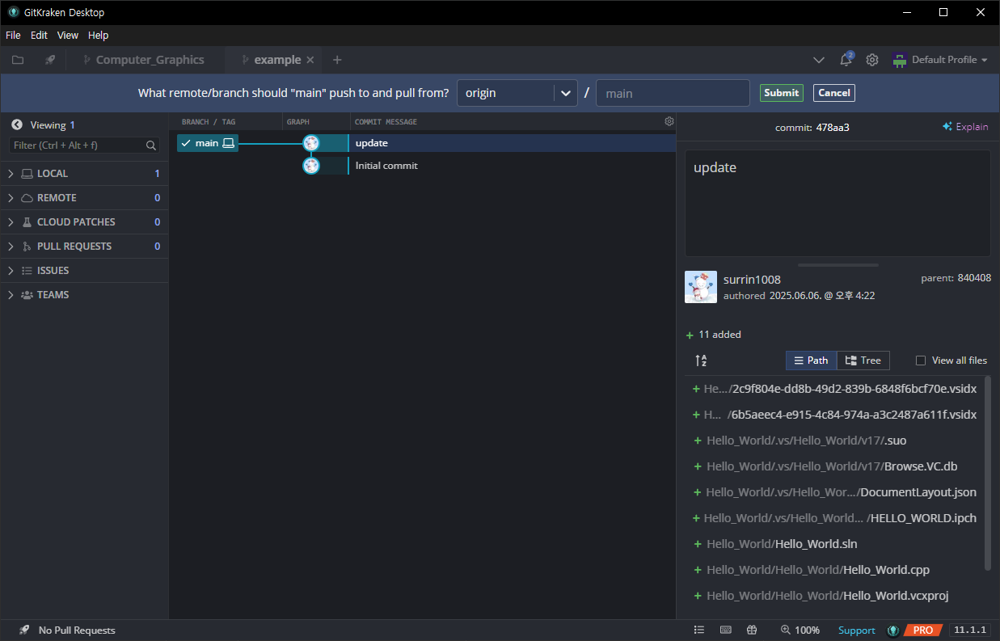 GitKraken Desktop
File Edit View Help
Computer_Graphics example Default Profile
2
What remote/branch should "main" push to and pull from? origin / main Submit Cancel
Viewing 1
Filter (Ctrl + Alt + f)
LOCAL 1
REMOTE 0
CLOUD PATCHES 0
PULL REQUESTS 0
ISSUES
TEAMS
BRANCH / TAG GRAPH COMMIT MESSAGE
main update
Initial commit
commit: 478aa3 Explain
update
surrin1008 parent: 840408
authored 2025.06.06. @ 오후 4:22
+ 11 added
Path Tree View all files
+ He.../2c9f804e-dd8b-49d2-839b-6848f6bcf70e.vsidx
+ H... /6b5aeec4-e915-4c84-974a-a3c2487a611f.vsidx
+ Hello_World/.vs/Hello_World/v17/.suo
+ Hello_World/.vs/Hello_World/v17/Browse.VC.db
+ Hello_World/.vs/Hello_Wor.../DocumentLayout.json
+ Hello_World/.vs/Hello_World... /HELLO_WORLD.ipch
+ Hello_World/Hello_World.sln
+ Hello_World/Hello_World/Hello_World.cpp
+ Hello_World/Hello_World/Hello_World.vcxproj
No Pull Requests 100% Support PRO 11.1.1